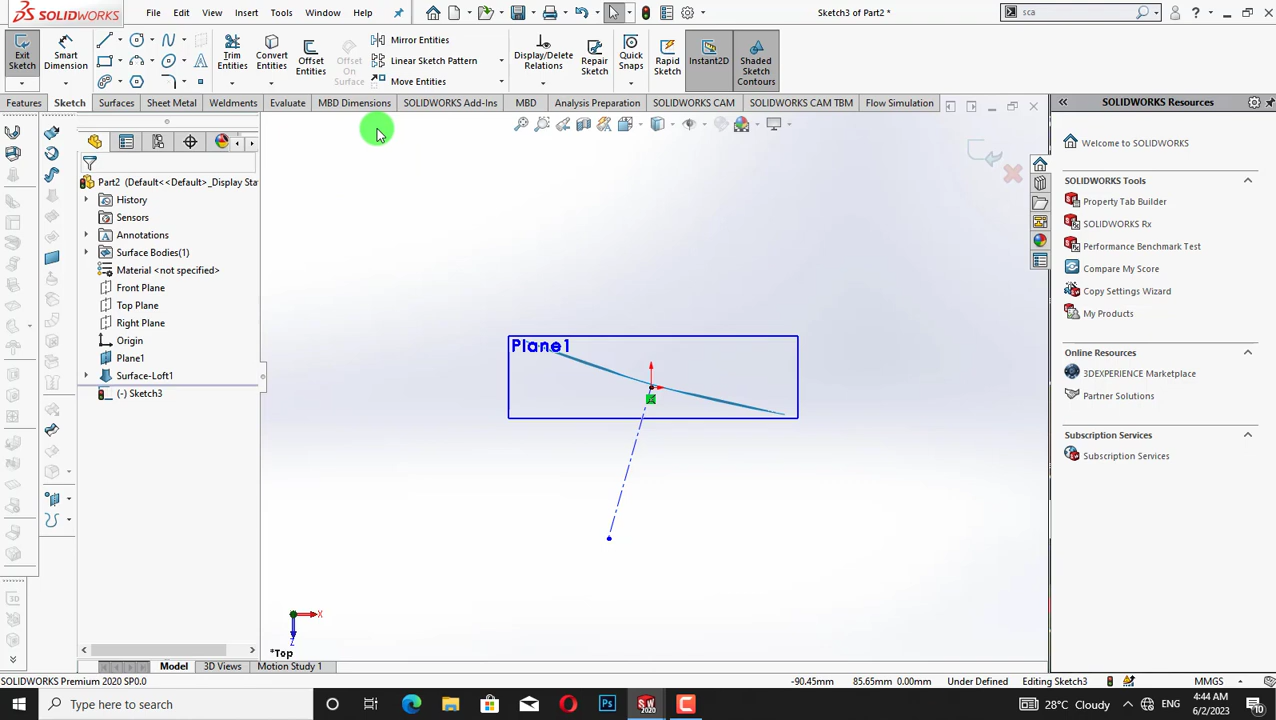 SOLIDWORKS File Edit View Insert Tools Window Help Sketch3 of Part2 * sca
Exit Sketch Smart Dimension Trim Entities Convert Entities Offset Entities Offset On Surface Mirror Entities Linear Sketch Pattern Move Entities Display/Delete Relations Repair Sketch Quick Snaps Rapid Sketch Instant2D Shaded Sketch Contours
Features Sketch Surfaces Sheet Metal Weldments Evaluate MBD Dimensions SOLIDWORKS Add-Ins MBD Analysis Preparation SOLIDWORKS CAM SOLIDWORKS CAM TBM Flow Simulation
SOLIDWORKS Resources
Welcome to SOLIDWORKS
SOLIDWORKS Tools
Property Tab Builder
SOLIDWORKS Rx
Performance Benchmark Test
Compare My Score
Copy Settings Wizard
My Products
Online Resources
3DEXPERIENCE Marketplace
Partner Solutions
Subscription Services
Subscription Services
Part2 (Default<<Default>_Display Sta
History
Sensors
Annotations
Surface Bodies(1)
Material <not specified>
Front Plane
Top Plane
Right Plane
Origin
Plane1
Surface-Loft1
(-) Sketch3
Plane1
X
Z
*Top
Model 3D Views Motion Study 1
SOLIDWORKS Premium 2020 SP0.0 -90.45mm 85.65mm 0.00mm Under Defined Editing Sketch3 MMGS
Type here to search 28°C Cloudy ENG 4:44 AM 6/2/2023